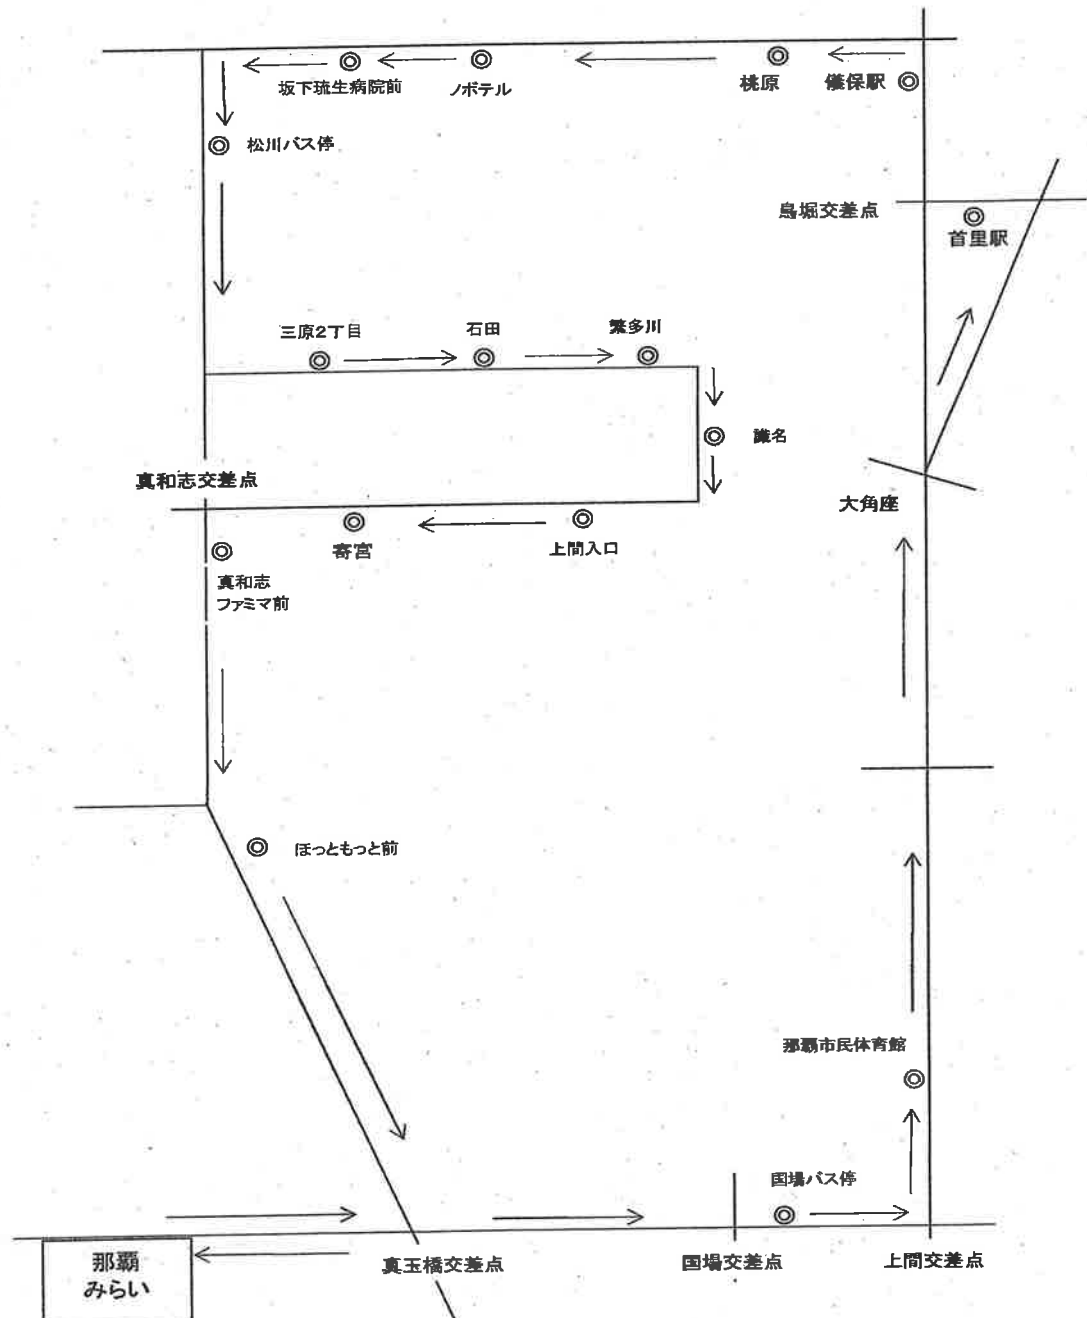 坂下琉生病院前
ノボテル
桃原
儀保駅
松川バス停
鳥堀交差点
首里駅
三原2丁目
石田
繁多川
識名
真和志交差点
大角座
寄宮
上間入口
真和志
ファミマ前
ほっともっと前
那覇市民体育館
国場バス停
那覇
みらい
真玉橋交差点
国場交差点
上間交差点